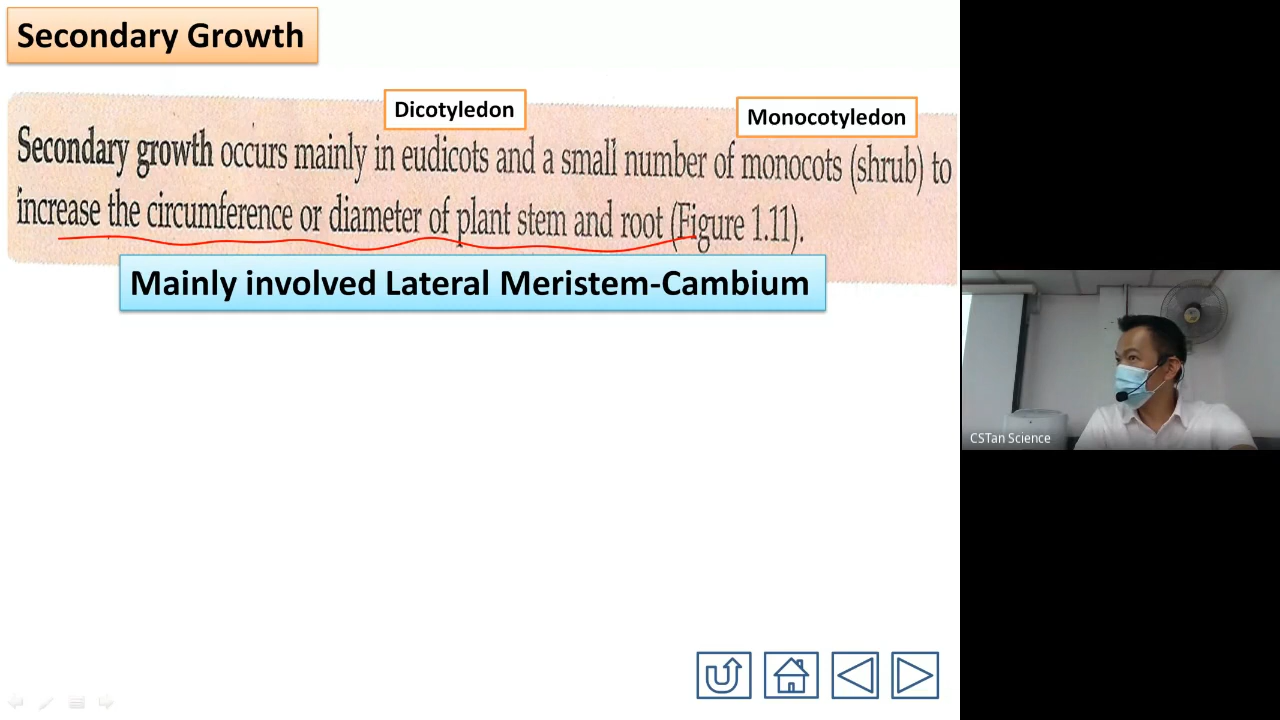 Secondary Growth
Dicotyledon
Monocotyledon
Secondary growth occurs mainly in eudicots and a small number of monocots (shrub) to
increase the circumference or diameter of plant stem and root (Figure 1.11).
Mainly involved Lateral Meristem-Cambium
CSTan Science